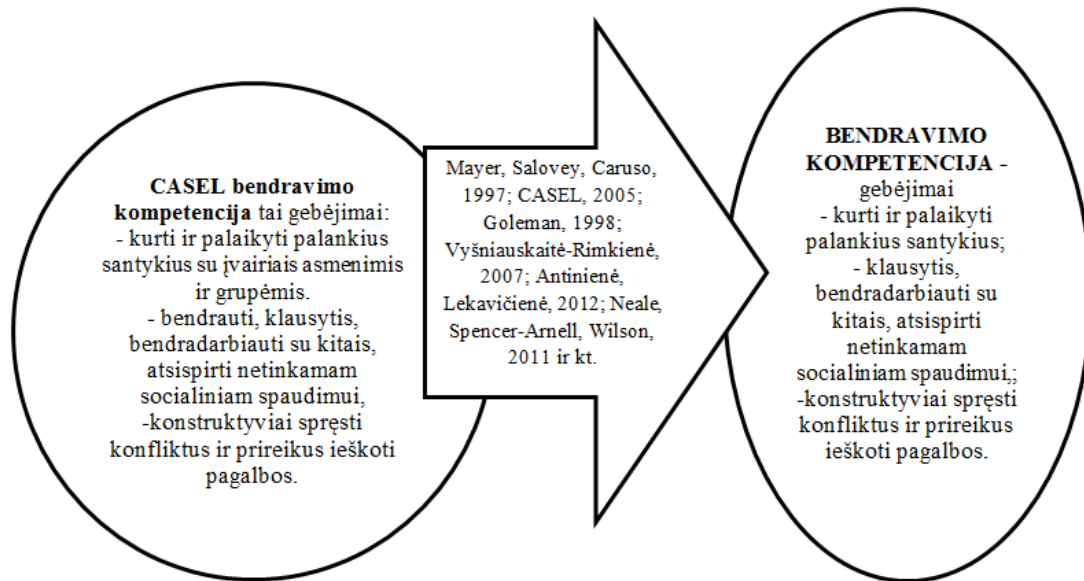 CASEL bendravimo
kompetencija tai gebėjimai:
- kurti ir palaikyti palankius
santykius su įvairiais asmenimis
ir grupėmis.
- bendrauti, klausytis,
bendradarbiauti su kitais,
atsispirti netinkamam
socialiniam spaudimui,
-konstruktyviai spręsti
konfliktus ir prireikus ieškoti
pagalbos.
Mayer, Salovey, Caruso,
1997; CASEL, 2005;
Goleman, 1998;
Vyšniauskaitė-Rimkienė,
2007; Antinienė,
Lekavičienė, 2012; Neale,
Spencer-Arnell, Wilson,
2011 ir kt.
BENDRAVIMO
KOMPETENCIJA -
gebėjimai
- kurti ir palaikyti
palankius santykius;
- klausytis,
bendradarbiauti su
kitais, atsispirti
netinkamam
socialiniam spaudimui,;
-konstruktyviai spręsti
konfliktus ir prireikus
ieškoti pagalbos.